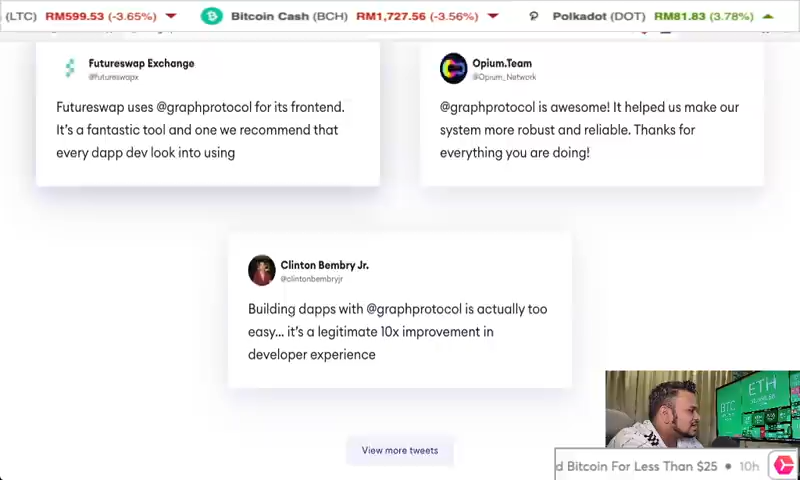 (LTC) RM599.53 (-3.65%) Bitcoin Cash (BCH) RM1,727.56 (-3.56%) Polkadot (DOT) RM81.83 (3.78%)
Futureswap Exchange
@futureswapx
Futureswap uses @graphprotocol for its frontend.
It's a fantastic tool and one we recommend that
every dapp dev look into using
Opium.Team
@Opium_Network
@graphprotocol is awesome! It helped us make our
system more robust and reliable. Thanks for
everything you are doing!
Clinton Bembry Jr.
@clintonbembryjr
Building dapps with @graphprotocol is actually too
easy... it's a legitimate 10x improvement in
developer experience
View more tweets
BTC
ETH
d Bitcoin For Less Than $25 • 10h